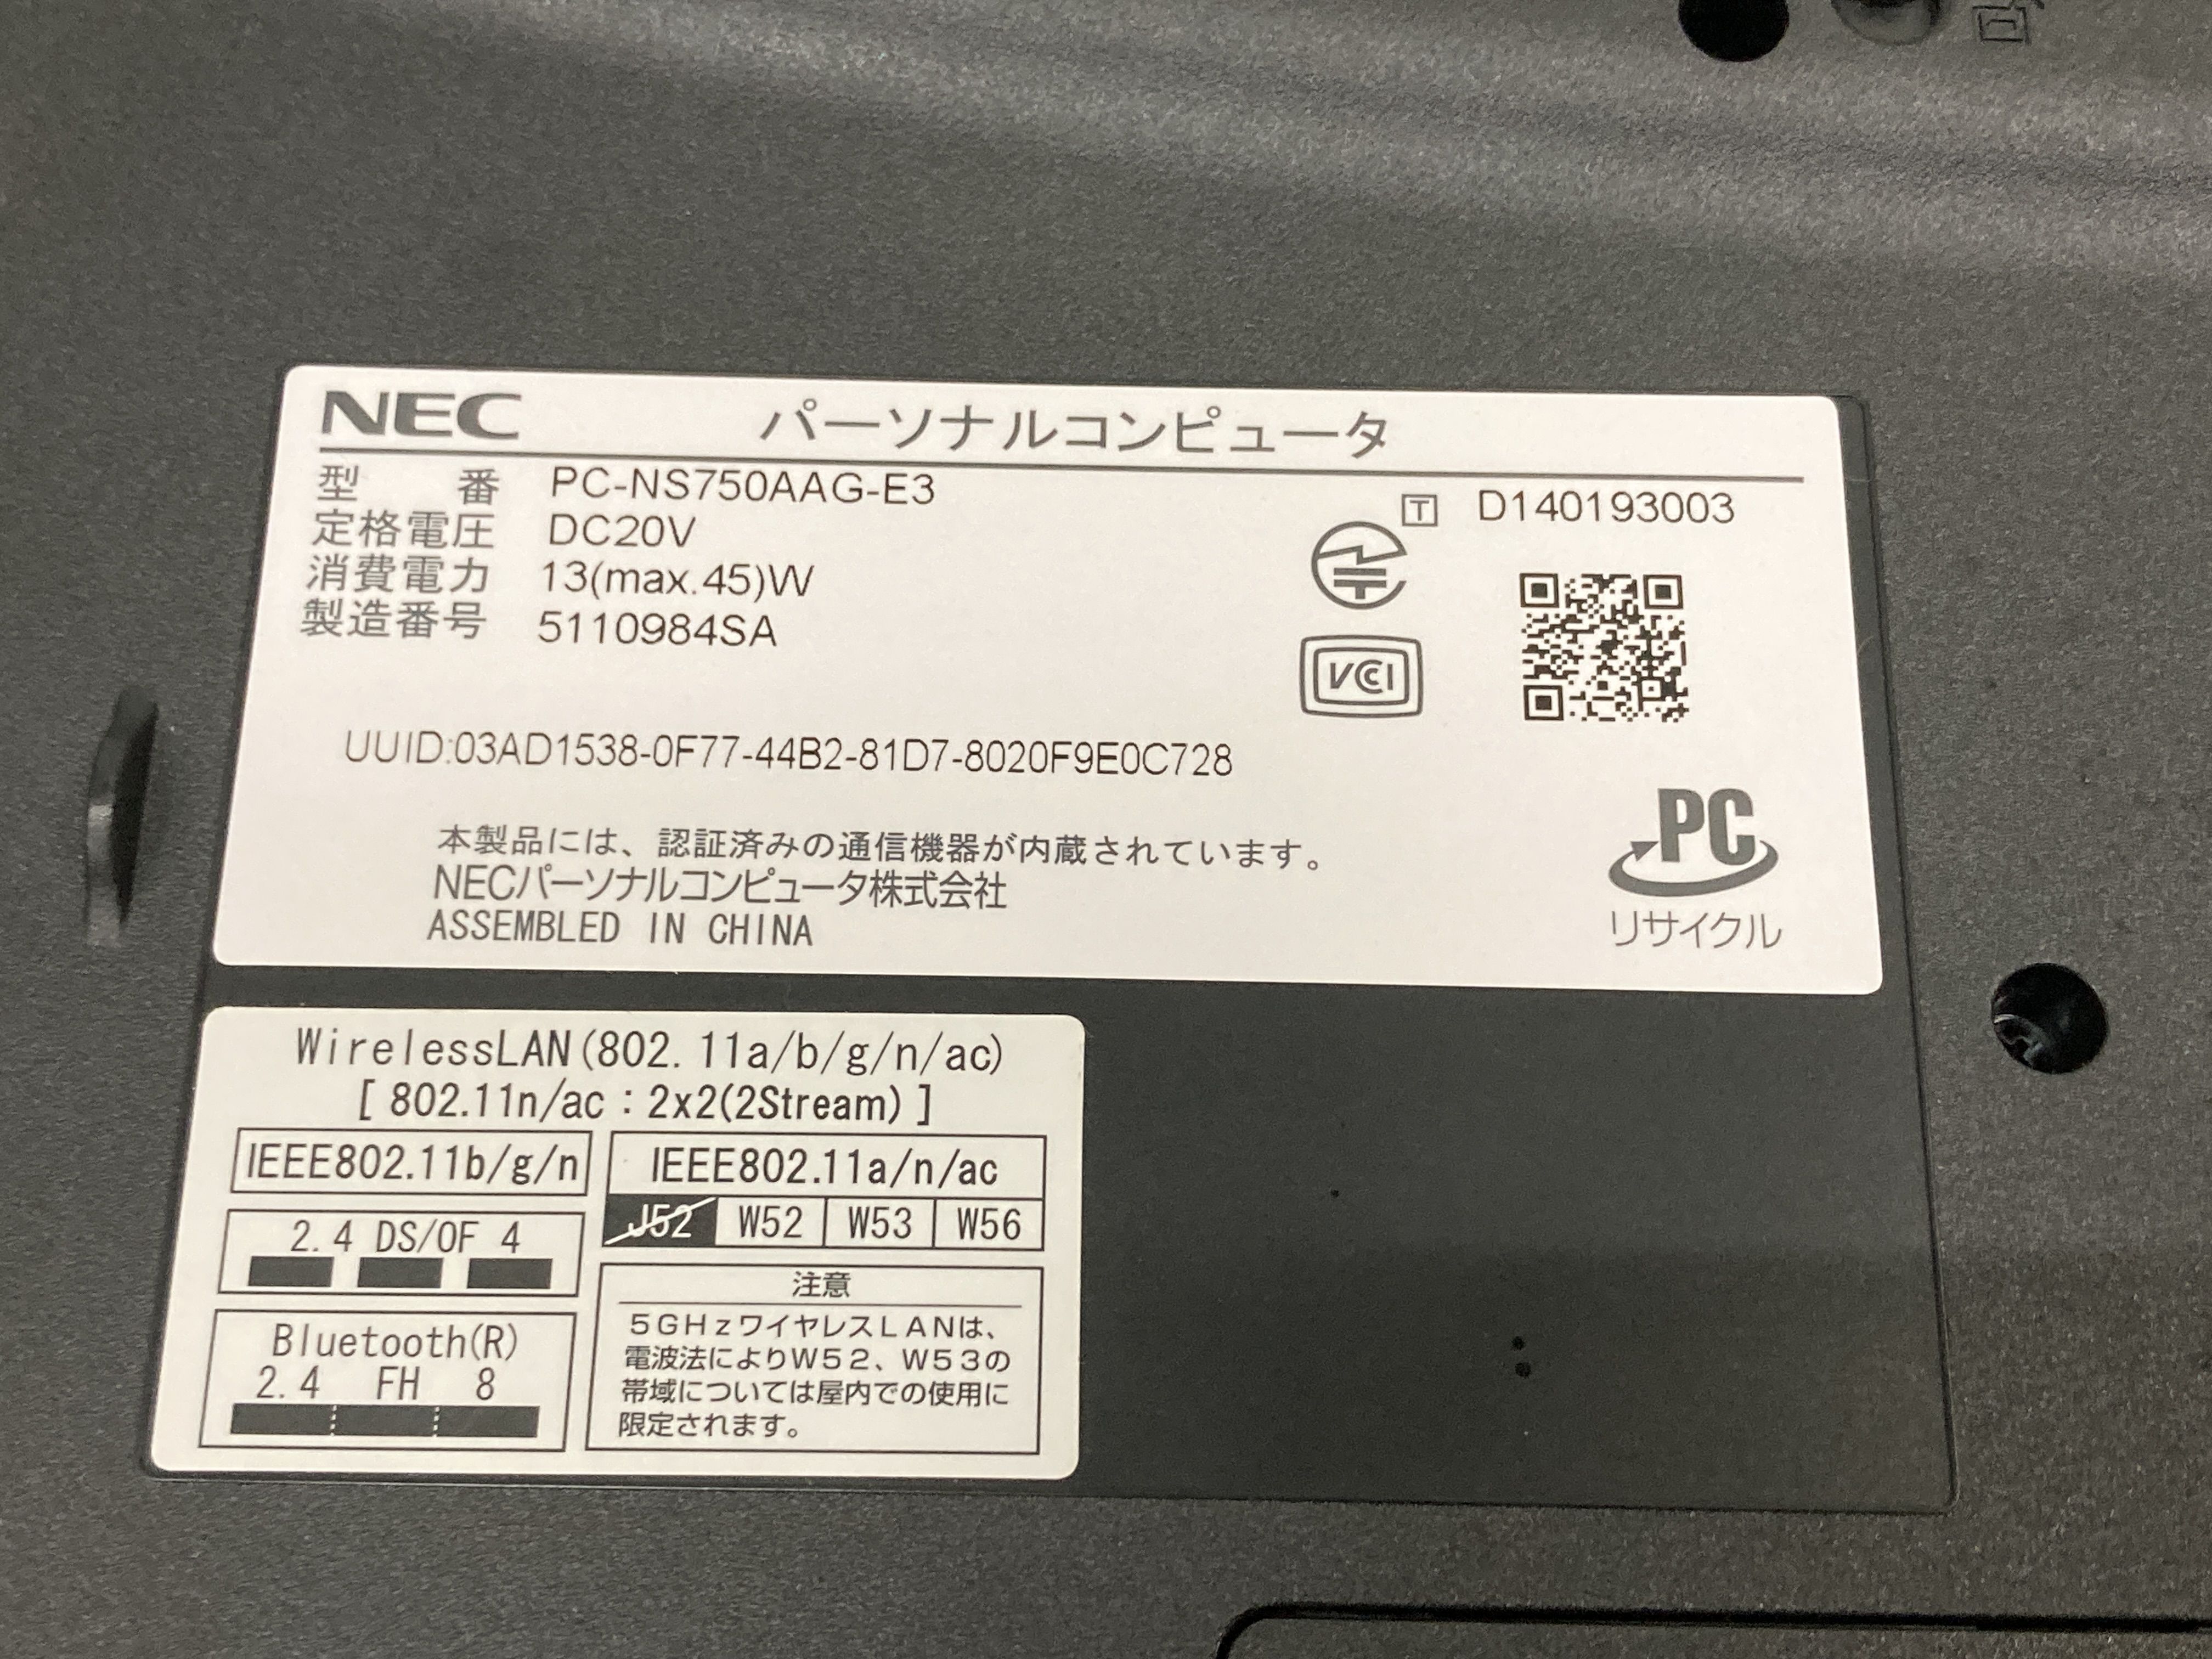 NEC パーソナルコンピュータ
型 番 PC-NS750AAG-E3
定格電圧 DC20V
消費電力 13(max.45)W
製造番号 5110984SA
T D140193003
VCCI
UUID:03AD1538-0F77-44B2-81D7-8020F9E0C728
本製品には、認証済みの通信機器が内蔵されています。
NECパーソナルコンピュータ株式会社
ASSEMBLED IN CHINA
PC
リサイクル
WirelessLAN(802.11a/b/g/n/ac)
[ 802.11n/ac : 2x2(2Stream) ]
IEEE802.11b/g/n
2.4 DS/OF 4
Bluetooth(R)
2.4 FH 8
IEEE802.11a/n/ac
J52 W52 W53 W56
注意
5GHzワイヤレスLANは、
電波法によりW52、W53の
帯域については屋内での使用に
限定されます。